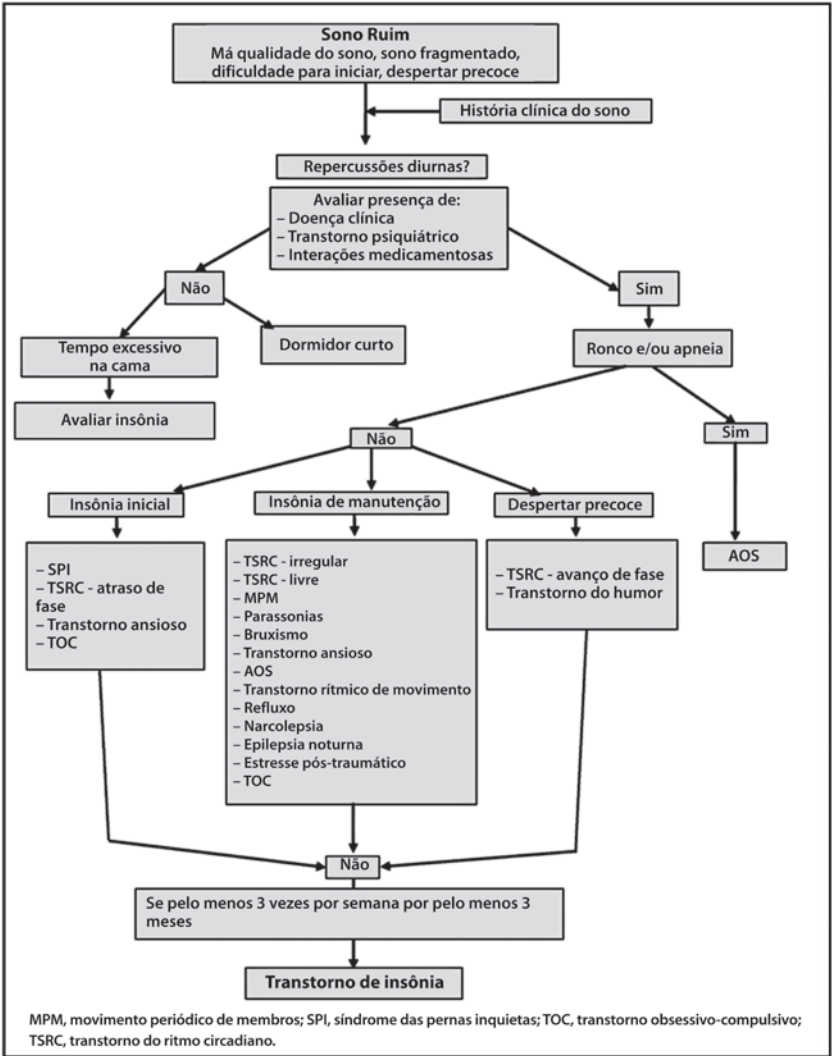 Sono Ruim
Má qualidade do sono, sono fragmentado,
dificuldade para iniciar, despertar precoce
História clínica do sono
Repercussões diurnas?
Avaliar presença de:
– Doença clínica
– Transtorno psiquiátrico
– Interações medicamentosas
Não
Sim
Tempo excessivo
na cama
Dormidor curto
Ronco e/ou apneia
Avaliar insônia
Não
Sim
Insônia inicial
Insônia de manutenção
Despertar precoce
AOS
– SPI
– TSRC - atraso de
fase
– Transtorno ansioso
– TOC
– TSRC - irregular
– TSRC - livre
– MPM
– Parassonias
– Bruxismo
– Transtorno ansioso
– AOS
– Transtorno rítmico de movimento
– Refluxo
– Narcolepsia
– Epilepsia noturna
– Estresse pós-traumático
– TOC
– TSRC - avanço de fase
– Transtorno do humor
Não
Se pelo menos 3 vezes por semana por pelo menos 3
meses
Transtorno de insônia
MPM, movimento periódico de membros; SPI, síndrome das pernas inquietas; TOC, transtorno obsessivo-compulsivo;
TSRC, transtorno do ritmo circadiano.